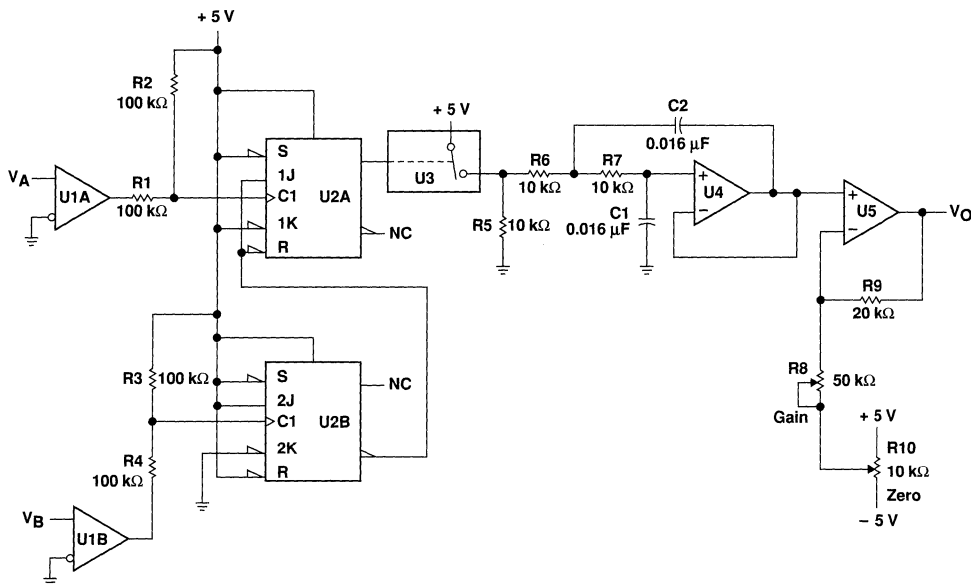 + 5 V
R2
100 kΩ
VA
U1A
R1
100 kΩ
S
1J
C1
1K
R
U2A
NC
+ 5 V
U3
R5
10 kΩ
R6
10 kΩ
R7
10 kΩ
C1
0.016 μF
C2
0.016 μF
+
U4
−
+
U5
−
VO
R9
20 kΩ
R8
50 kΩ
Gain
+ 5 V
R10
10 kΩ
Zero
− 5 V
R3
100 kΩ
R4
100 kΩ
S
2J
C1
2K
R
U2B
NC
VB
U1B